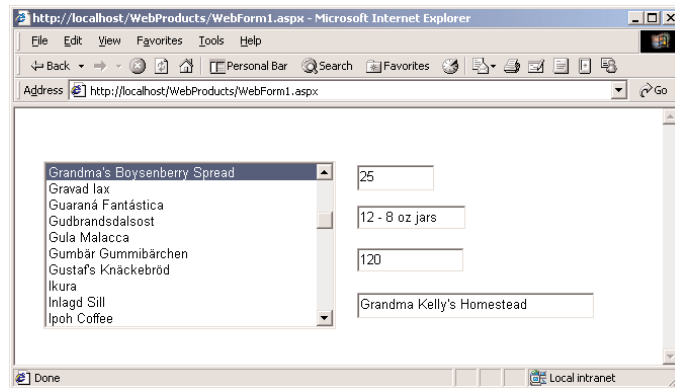 http://localhost/WebProducts/WebForm1.aspx - Microsoft Internet Explorer
File Edit View Favorites Tools Help
Back Personal Bar Search Favorites
Address http://localhost/WebProducts/WebForm1.aspx Go
Grandma's Boysenberry Spread
Gravad lax
Guaraná Fantástica
Gudbrandsdalsost
Gula Malacca
Gumbär Gummibärchen
Gustaf's Knäckebröd
Ikura
Inlagd Sill
Ipoh Coffee
25
12 - 8 oz jars
120
Grandma Kelly's Homestead
Done Local intranet